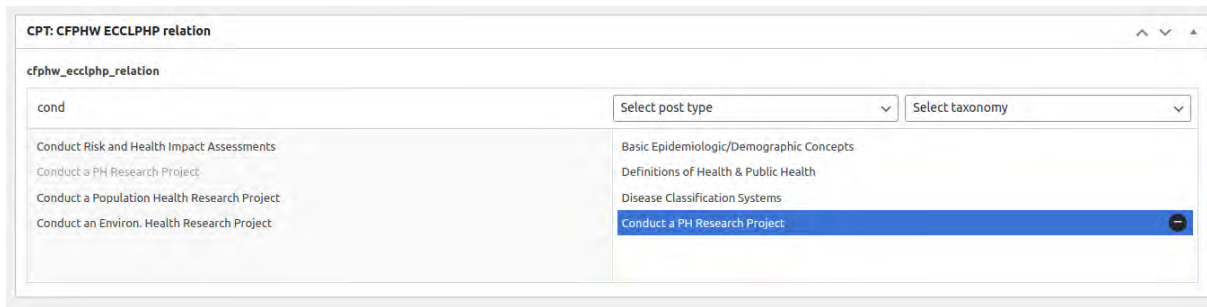 CPT: CFPHW ECCLPHP relation
cfphw_ecclphp_relation
cond
Select post type
Select taxonomy
Conduct Risk and Health Impact Assessments
Conduct a PH Research Project
Conduct a Population Health Research Project
Conduct an Environ. Health Research Project
Basic Epidemiologic/Demographic Concepts
Definitions of Health & Public Health
Disease Classification Systems
Conduct a PH Research Project